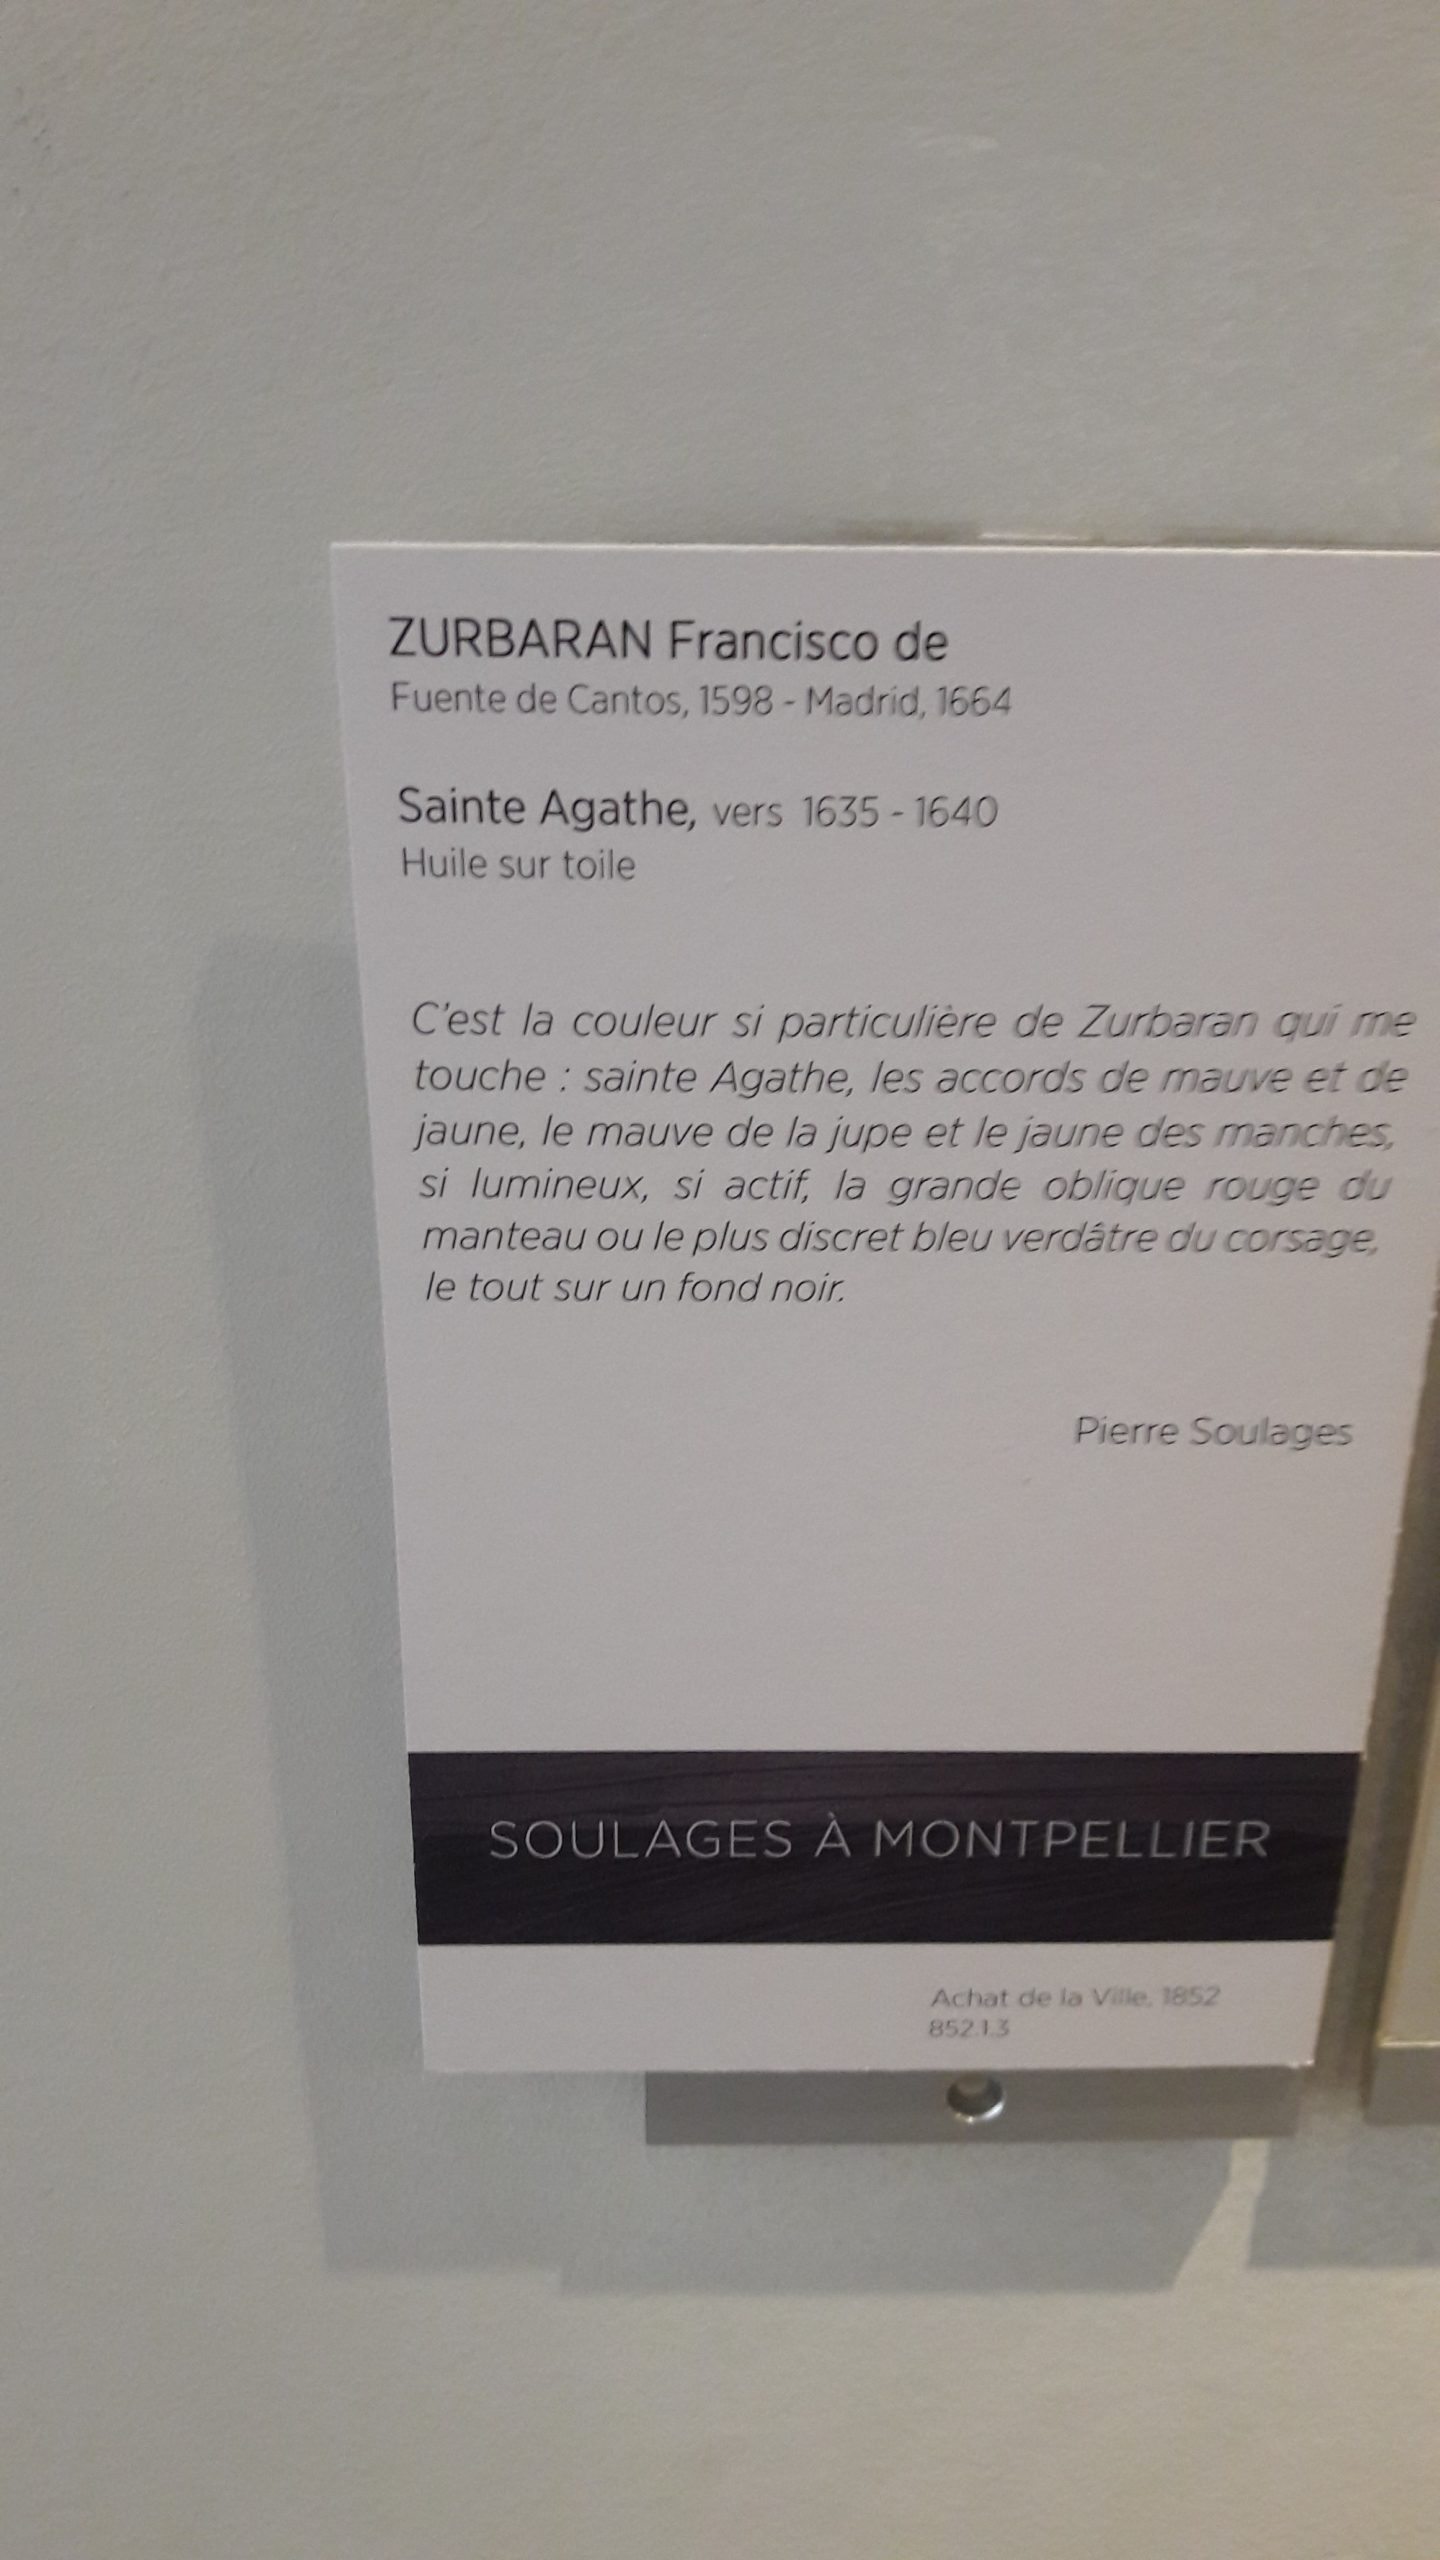 ZURBARAN Francisco de
Fuente de Cantos, 1598 - Madrid, 1664
Sainte Agathe, vers 1635 - 1640
Huile sur toile
C'est la couleur si particulière de Zurbaran qui me
touche : sainte Agathe, les accords de mauve et de
jaune, le mauve de la jupe et le jaune des manches,
si lumineux, si actif, la grande oblique rouge du
manteau ou le plus discret bleu verdâtre du corsage,
le tout sur un fond noir.
Pierre Soulages
SOULAGES À MONTPELLIER
Achat de la Ville, 1852
852.1.3